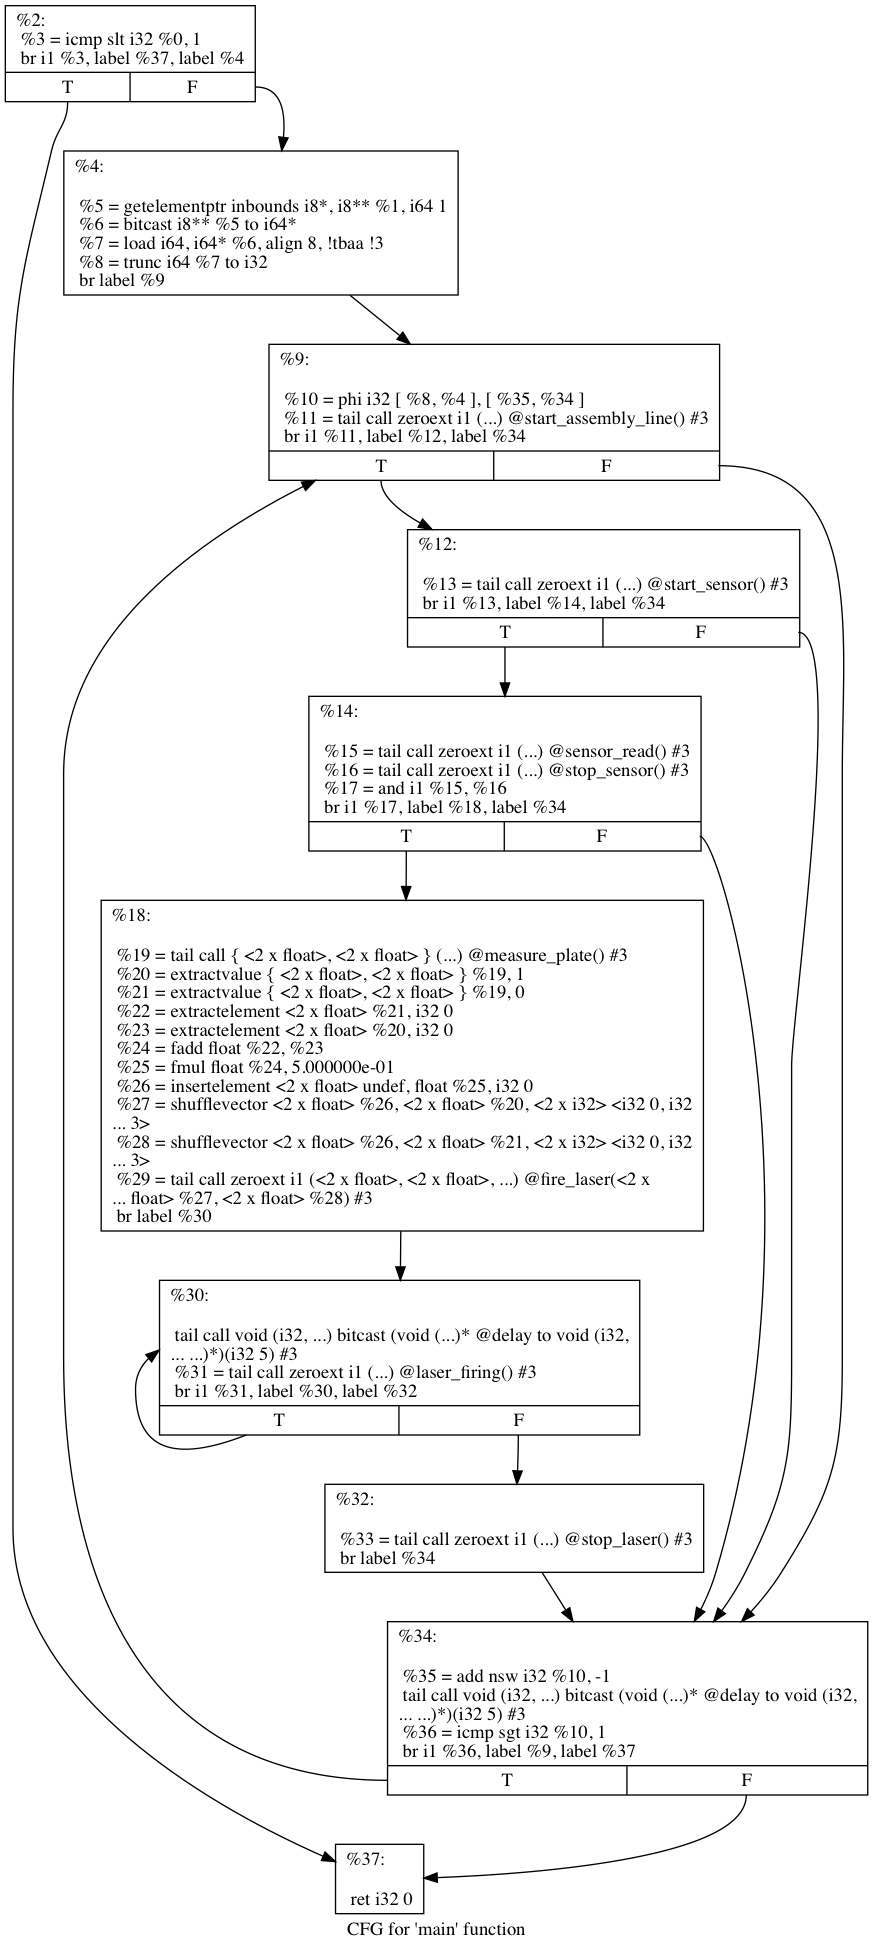 %2:
%3 = icmp slt i32 %0, 1
br i1 %3, label %37, label %4
T F
%4:
%5 = getelementptr inbounds i8*, i8** %1, i64 1
%6 = bitcast i8** %5 to i64*
%7 = load i64, i64* %6, align 8, !tbaa !3
%8 = trunc i64 %7 to i32
br label %9
%9:
%10 = phi i32 [ %8, %4 ], [ %35, %34 ]
%11 = tail call zeroext i1 (...) @start_assembly_line() #3
br i1 %11, label %12, label %34
T F
%12:
%13 = tail call zeroext i1 (...) @start_sensor() #3
br i1 %13, label %14, label %34
T F
%14:
%15 = tail call zeroext i1 (...) @sensor_read() #3
%16 = tail call zeroext i1 (...) @stop_sensor() #3
%17 = and i1 %15, %16
br i1 %17, label %18, label %34
T F
%18:
%19 = tail call { <2 x float>, <2 x float> } (...) @measure_plate() #3
%20 = extractvalue { <2 x float>, <2 x float> } %19, 1
%21 = extractvalue { <2 x float>, <2 x float> } %19, 0
%22 = extractelement <2 x float> %21, i32 0
%23 = extractelement <2 x float> %20, i32 0
%24 = fadd float %22, %23
%25 = fmul float %24, 5.000000e-01
%26 = insertelement <2 x float> undef, float %25, i32 0
%27 = shufflevector <2 x float> %26, <2 x float> %20, <2 x i32> <i32 0, i32
... 3>
%28 = shufflevector <2 x float> %26, <2 x float> %21, <2 x i32> <i32 0, i32
... 3>
%29 = tail call zeroext i1 (<2 x float>, <2 x float>, ...) @fire_laser(<2 x
... float> %27, <2 x float> %28) #3
br label %30
%30:
tail call void (i32, ...) bitcast (void (...)* @delay to void (i32,
... ...)*)(i32 5) #3
%31 = tail call zeroext i1 (...) @laser_firing() #3
br i1 %31, label %30, label %32
T F
%32:
%33 = tail call zeroext i1 (...) @stop_laser() #3
br label %34
%34:
%35 = add nsw i32 %10, -1
tail call void (i32, ...) bitcast (void (...)* @delay to void (i32,
... ...)*)(i32 5) #3
%36 = icmp sgt i32 %10, 1
br i1 %36, label %9, label %37
T F
%37:
ret i32 0
CFG for 'main' function